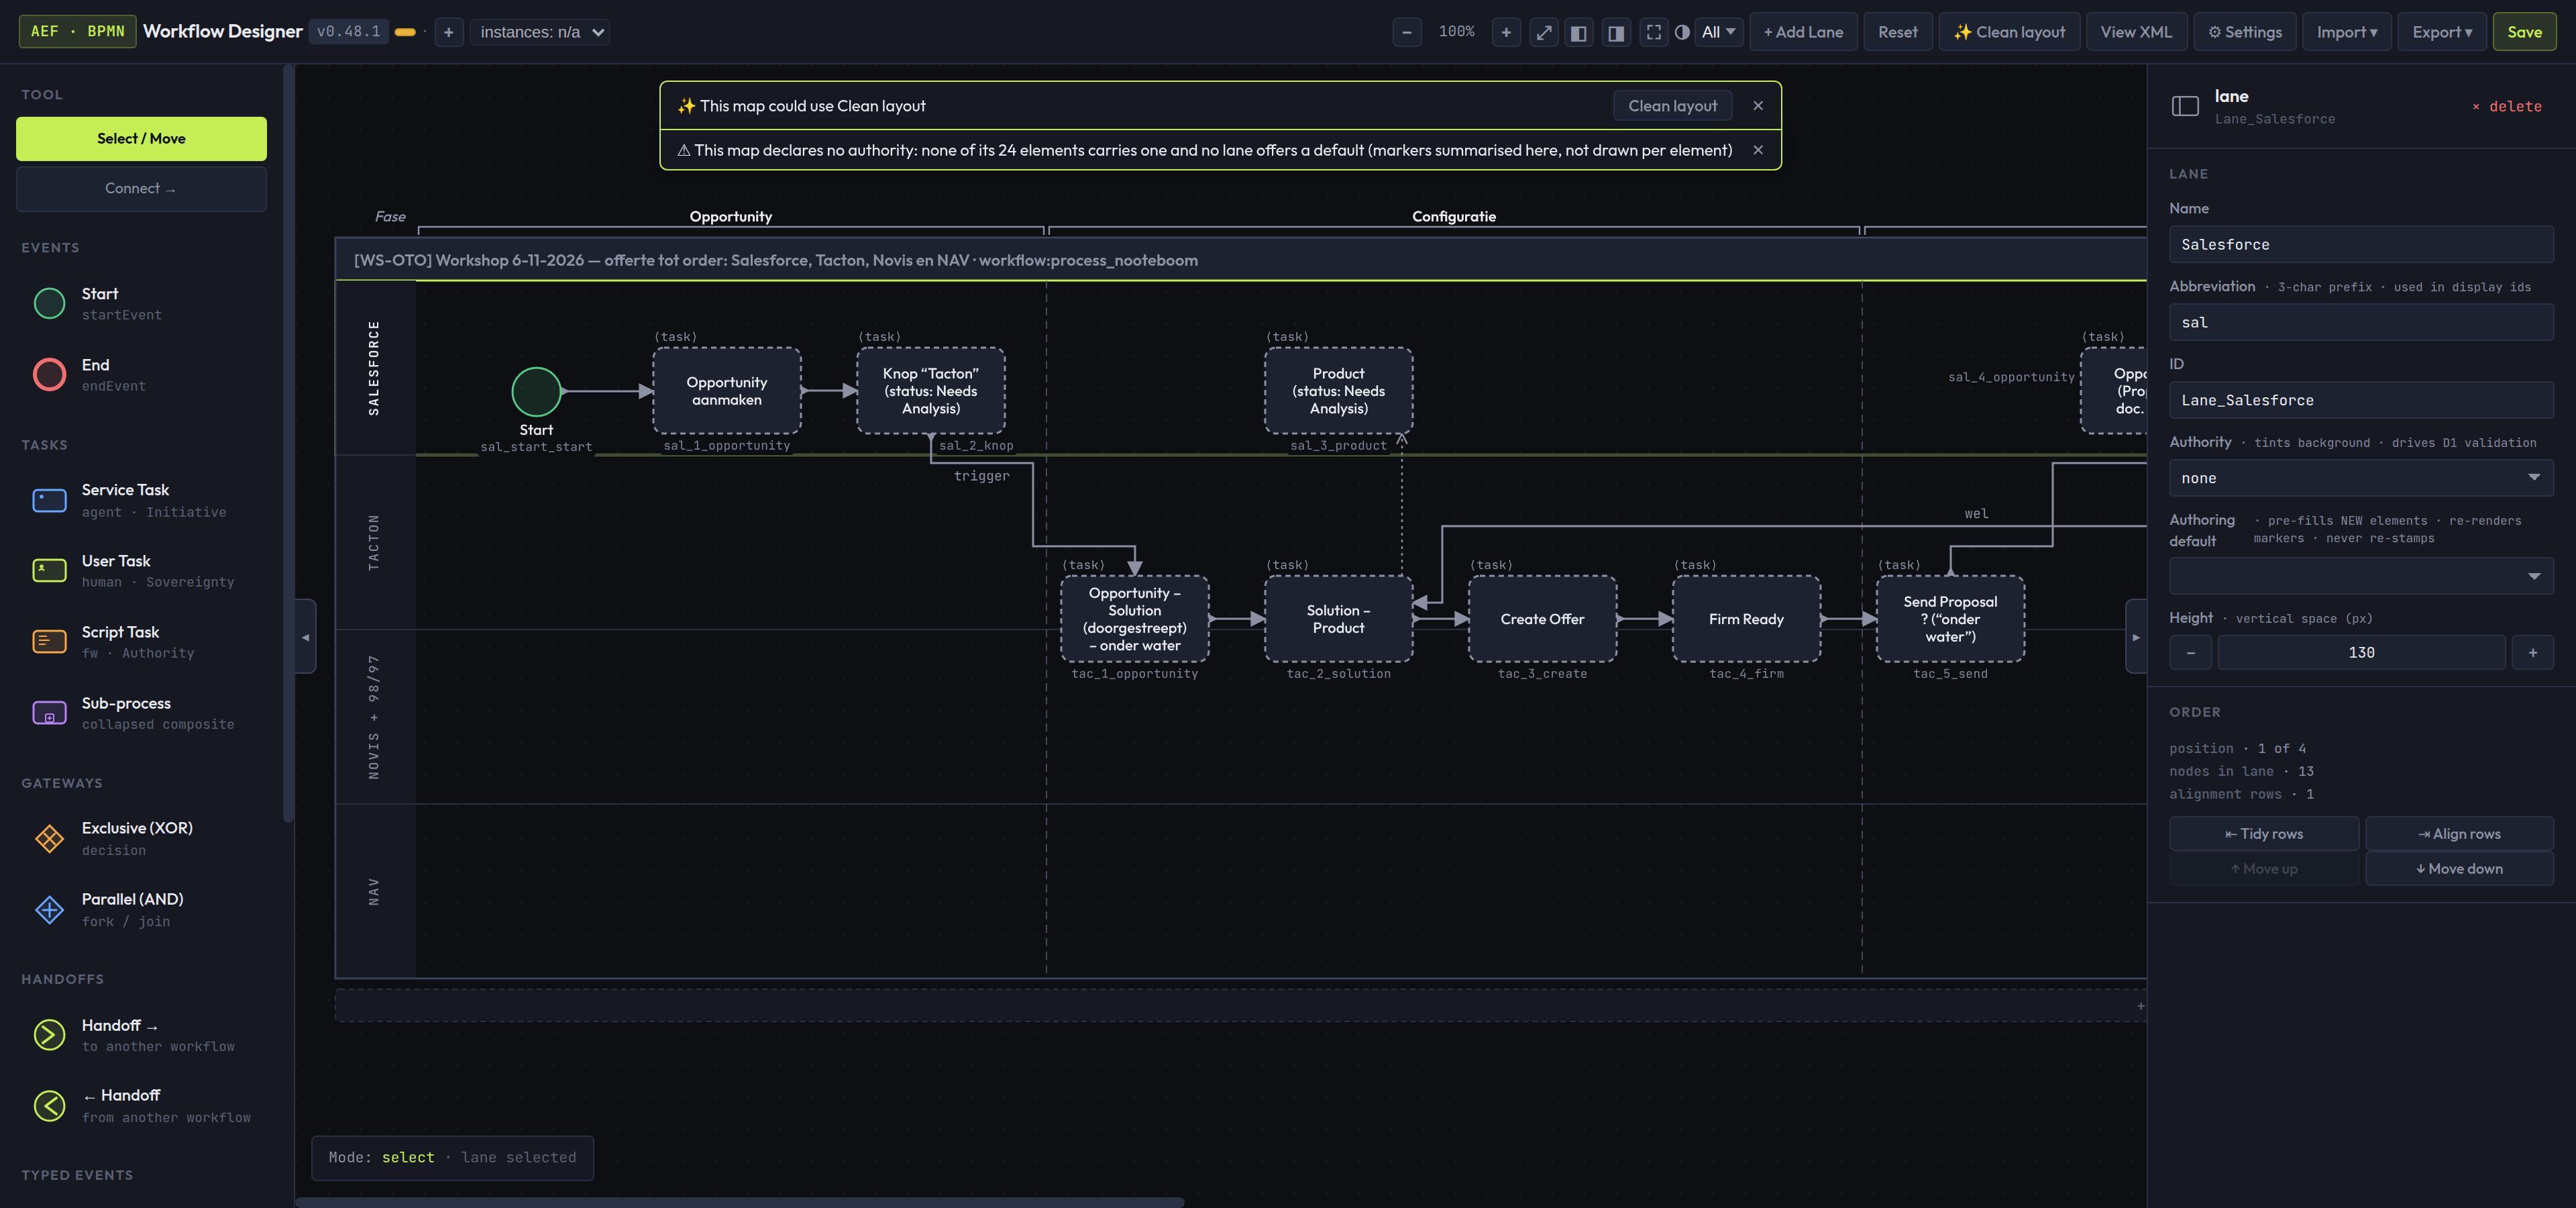 AEF · BPMN Workflow Designer v0.48.1 · + instances: n/a
− 100% + All ▾ + Add Lane Reset ✨ Clean layout View XML ⚙ Settings Import ▾ Export ▾ Save
TOOL
Select / Move
Connect →
EVENTS
Start
startEvent
End
endEvent
TASKS
Service Task
agent · Initiative
User Task
human · Sovereignty
Script Task
fw · Authority
Sub-process
collapsed composite
GATEWAYS
Exclusive (XOR)
decision
Parallel (AND)
fork / join
HANDOFFS
Handoff →
to another workflow
← Handoff
from another workflow
TYPED EVENTS
✨ This map could use Clean layout
Clean layout ×
⚠ This map declares no authority: none of its 24 elements carries one and no lane offers a default (markers summarised here, not drawn per element) ×
Fase Opportunity Configuratie
[WS-OTO] Workshop 6-11-2026 — offerte tot order: Salesforce, Tacton, Novis en NAV · workflow:process_nooteboom
SALESFORCE
Start
sal_start_start
(task)
Opportunity
aanmaken
sal_1_opportunity
(task)
Knop “Tacton”
(status: Needs
Analysis)
sal_2_knop
(task)
Product
(status: Needs
Analysis)
sal_3_product
(task)
sal_4_opportunity
Oppo
(Prop
doc.
trigger
wel
TACTON
(task)
Opportunity –
Solution
(doorgestreept)
– onder water
tac_1_opportunity
(task)
Solution –
Product
tac_2_solution
(task)
Create Offer
tac_3_create
(task)
Firm Ready
tac_4_firm
(task)
Send Proposal
? (“onder
water”)
tac_5_send
NOVIS + 98/97
NAV
+
Mode: select · lane selected
lane
Lane_Salesforce
× delete
LANE
Name
Salesforce
Abbreviation · 3-char prefix · used in display ids
sal
ID
Lane_Salesforce
Authority · tints background · drives D1 validation
none
Authoring default · pre-fills NEW elements · re-renders
markers · never re-stamps
Height · vertical space (px)
− 130 +
ORDER
position · 1 of 4
nodes in lane · 13
alignment rows · 1
⇤ Tidy rows ⇥ Align rows
↑ Move up ↓ Move down